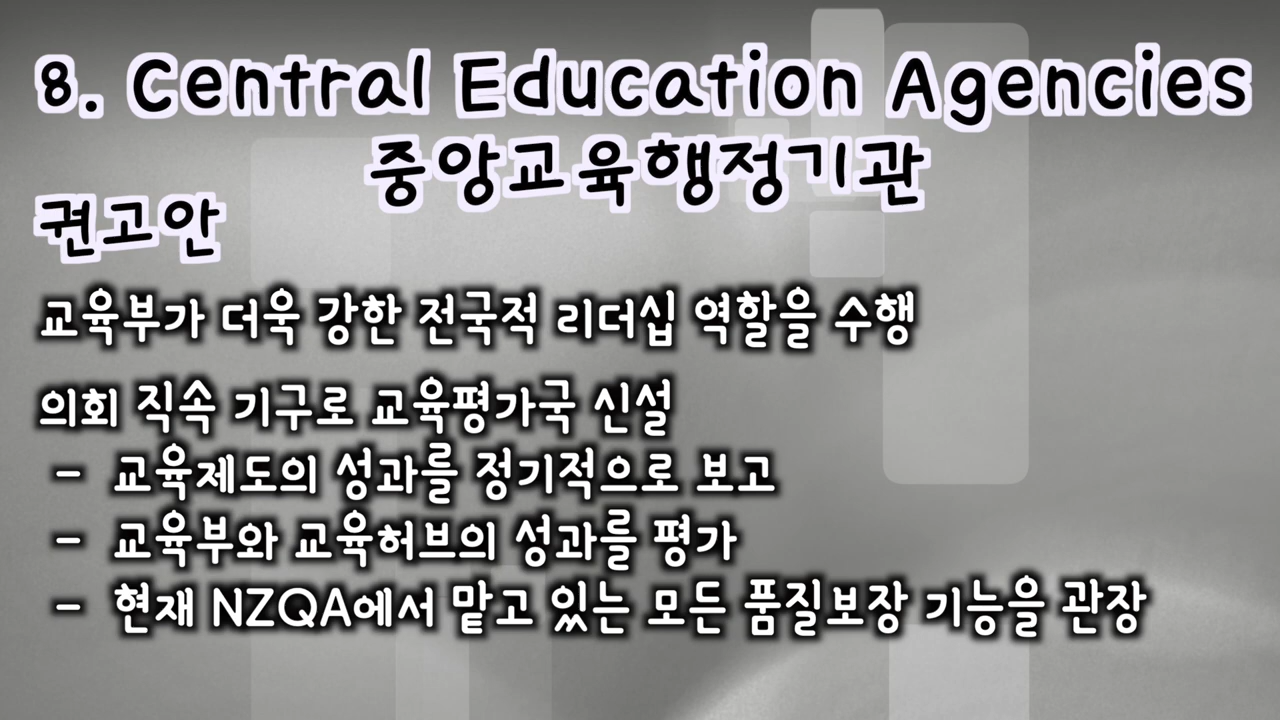 8. Central Education Agencies
중앙교육행정기관
권고안
교육부가 더욱 강한 전국적 리더십 역할을 수행
의회 직속 기구로 교육평가국 신설
- 교육제도의 성과를 정기적으로 보고
- 교육부와 교육허브의 성과를 평가
- 현재 NZQA에서 맡고 있는 모든 품질보장 기능을 관장